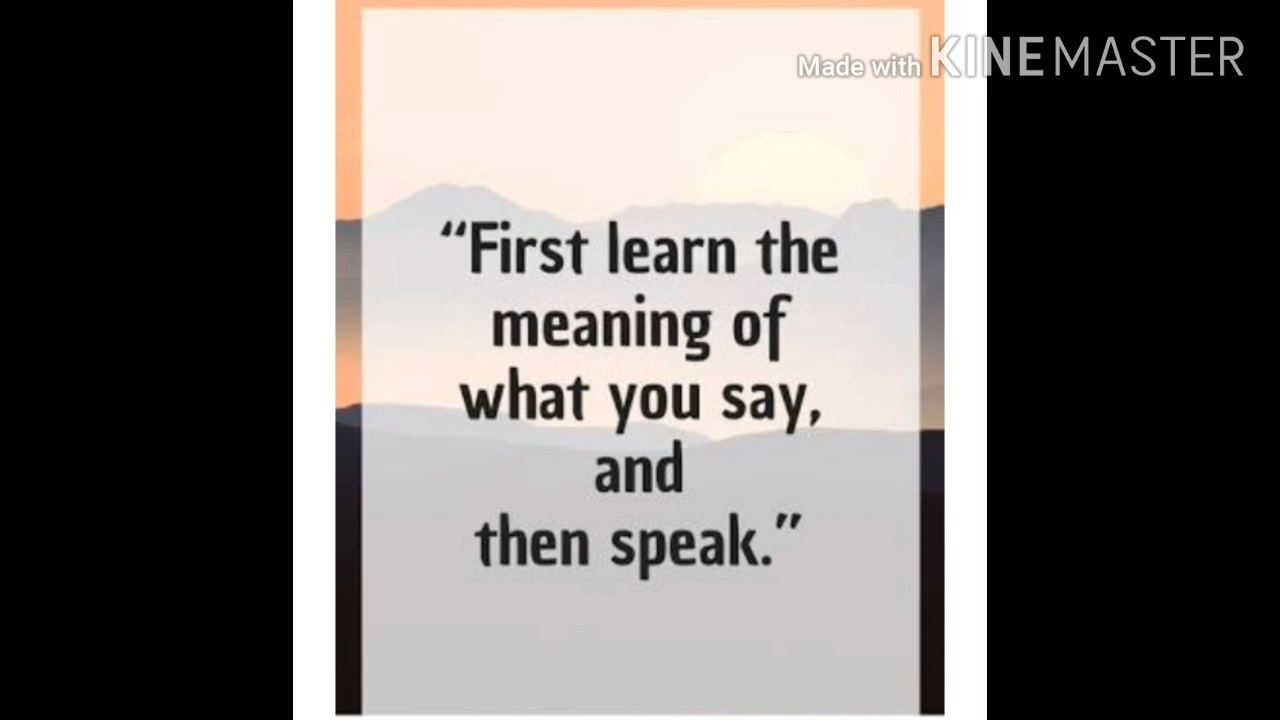 Made with KINEMASTER
“First learn the
meaning of
what you say,
and
then speak.”